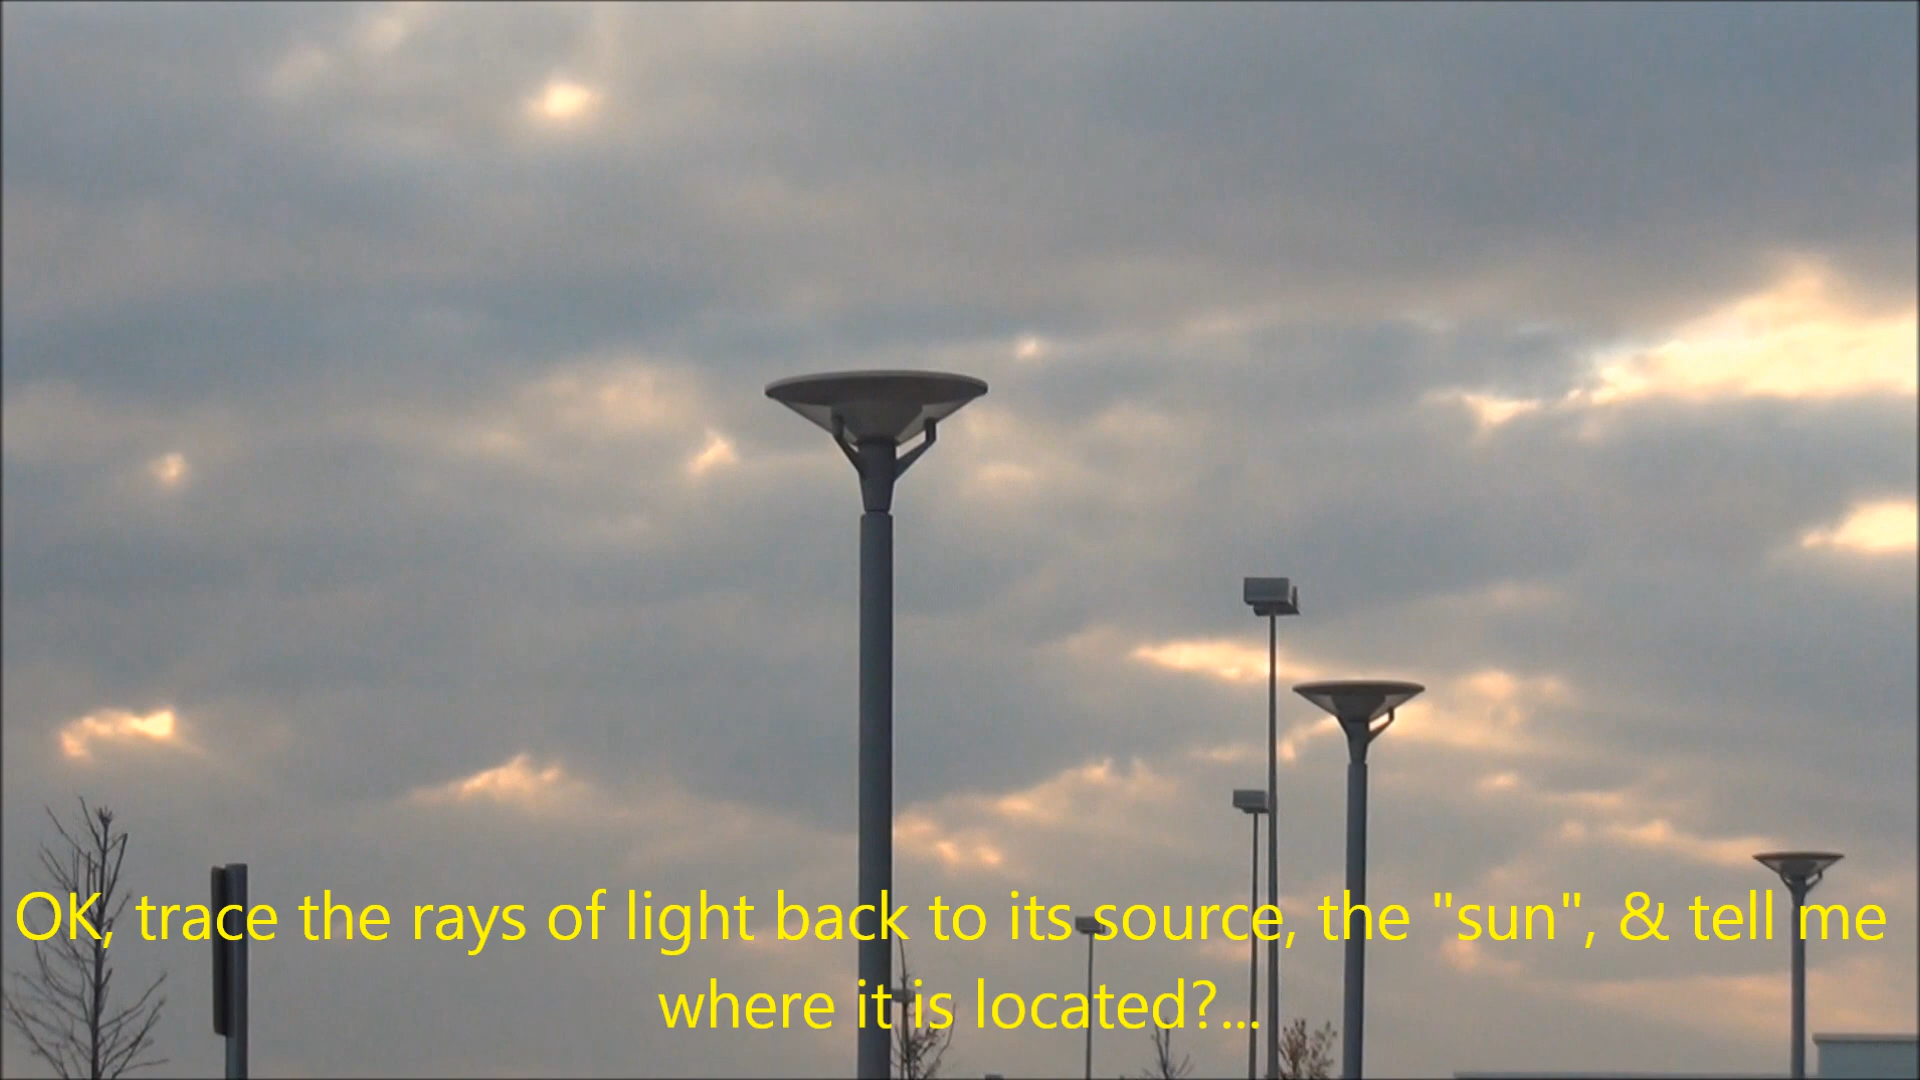 OK, trace the rays of light back to its source, the "sun", & tell me
where it is located?...